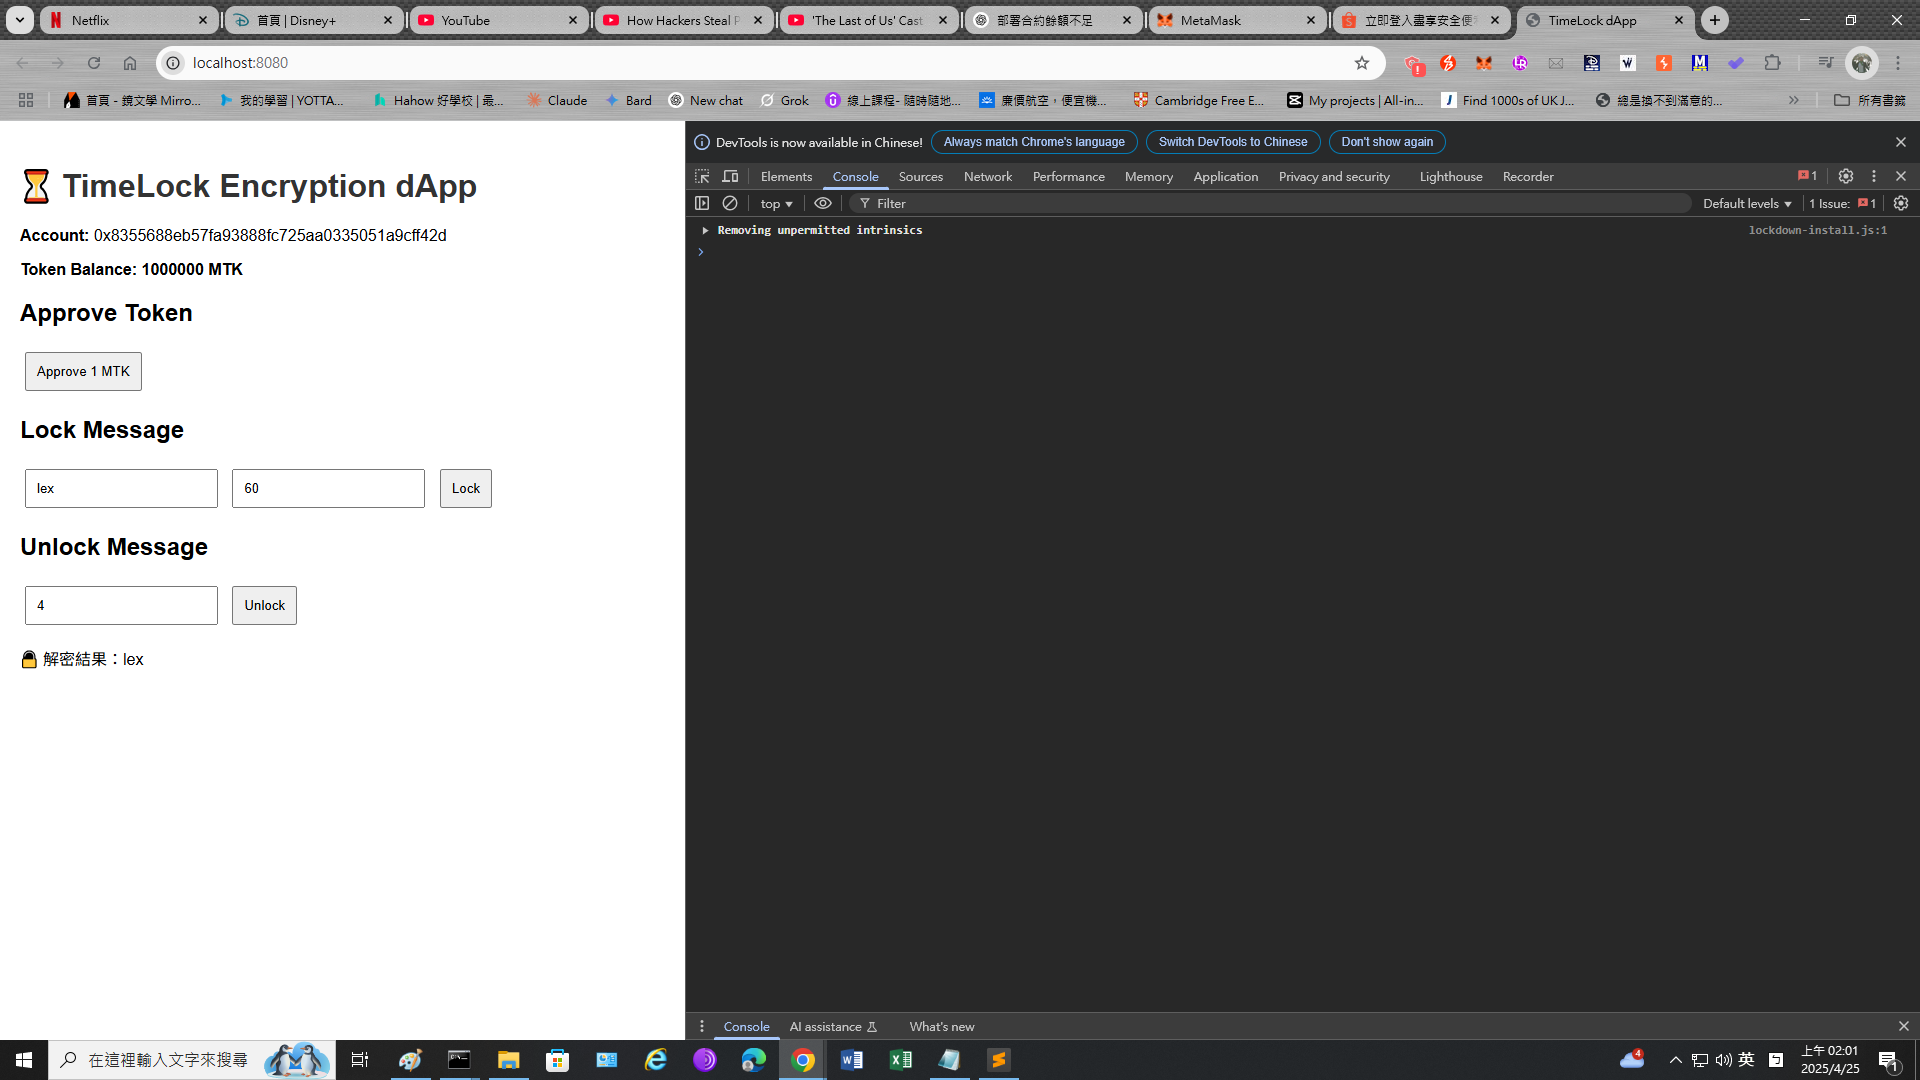 Netflix
首頁 | Disney+
YouTube
How Hackers Steal P
'The Last of Us' Cast
部署合約餘額不足
MetaMask
立即登入盡享安全便
TimeLock dApp
localhost:8080
首頁 - 鏡文學 Mirro...
我的學習 | YOTTA...
Hahow 好學校 | 最...
Claude
Bard
New chat
Grok
線上課程- 隨時隨地...
廉價航空，便宜機...
Cambridge Free E...
My projects | All-in...
Find 1000s of UK J...
總是換不到滿意的...
所有書籤
TimeLock Encryption dApp
Account: 0x8355688eb57fa93888fc725aa0335051a9cff42d
Token Balance: 1000000 MTK
Approve Token
Approve 1 MTK
Lock Message
lex
60
Lock
Unlock Message
4
Unlock
解密結果：lex
DevTools is now available in Chinese!
Always match Chrome's language
Switch DevTools to Chinese
Don't show again
Elements
Console
Sources
Network
Performance
Memory
Application
Privacy and security
Lighthouse
Recorder
1
top
Filter
Default levels
1 Issue:
1
Removing unpermitted intrinsics
lockdown-install.js:1
Console
AI assistance
What's new
在這裡輸入文字來搜尋
4
英
上午 02:01
2025/4/25
1